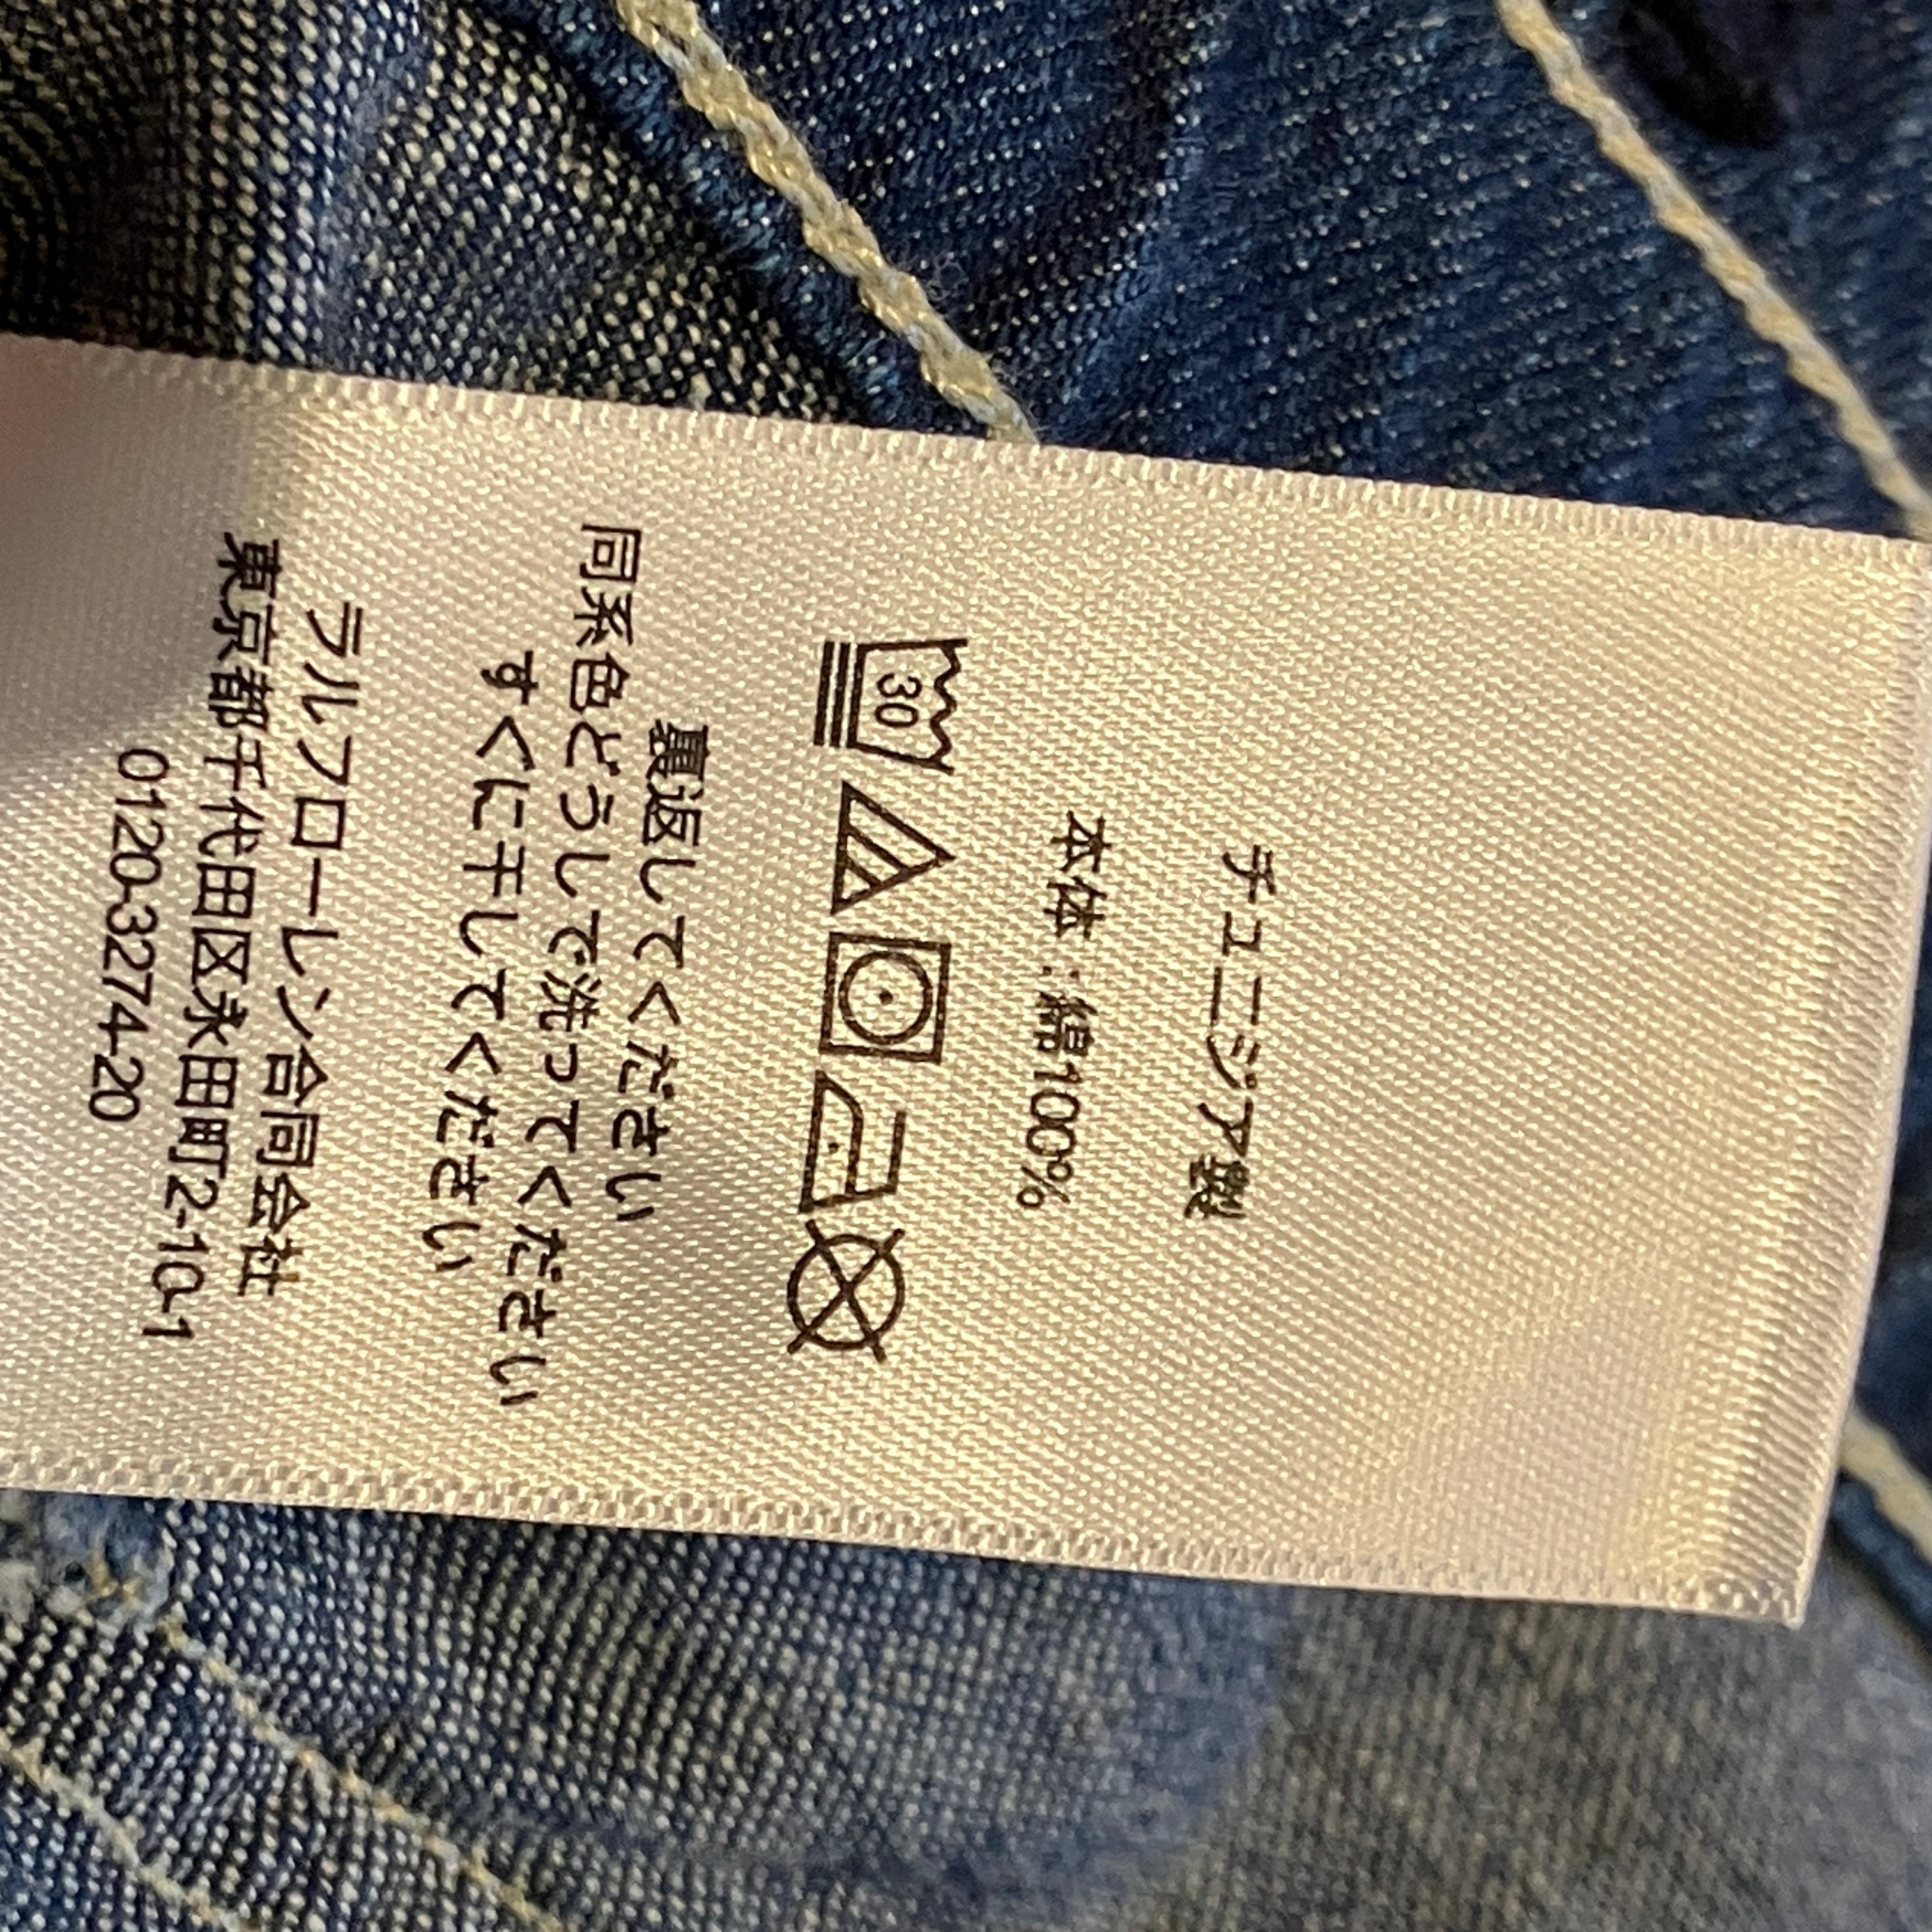 チュニジア製
本体:綿100%
30
裏返してください
同系色どうしで洗ってください
すぐに干してください
ラルフローレン合同会社
東京都千代田区永田町2-10-1
0120-3274-20